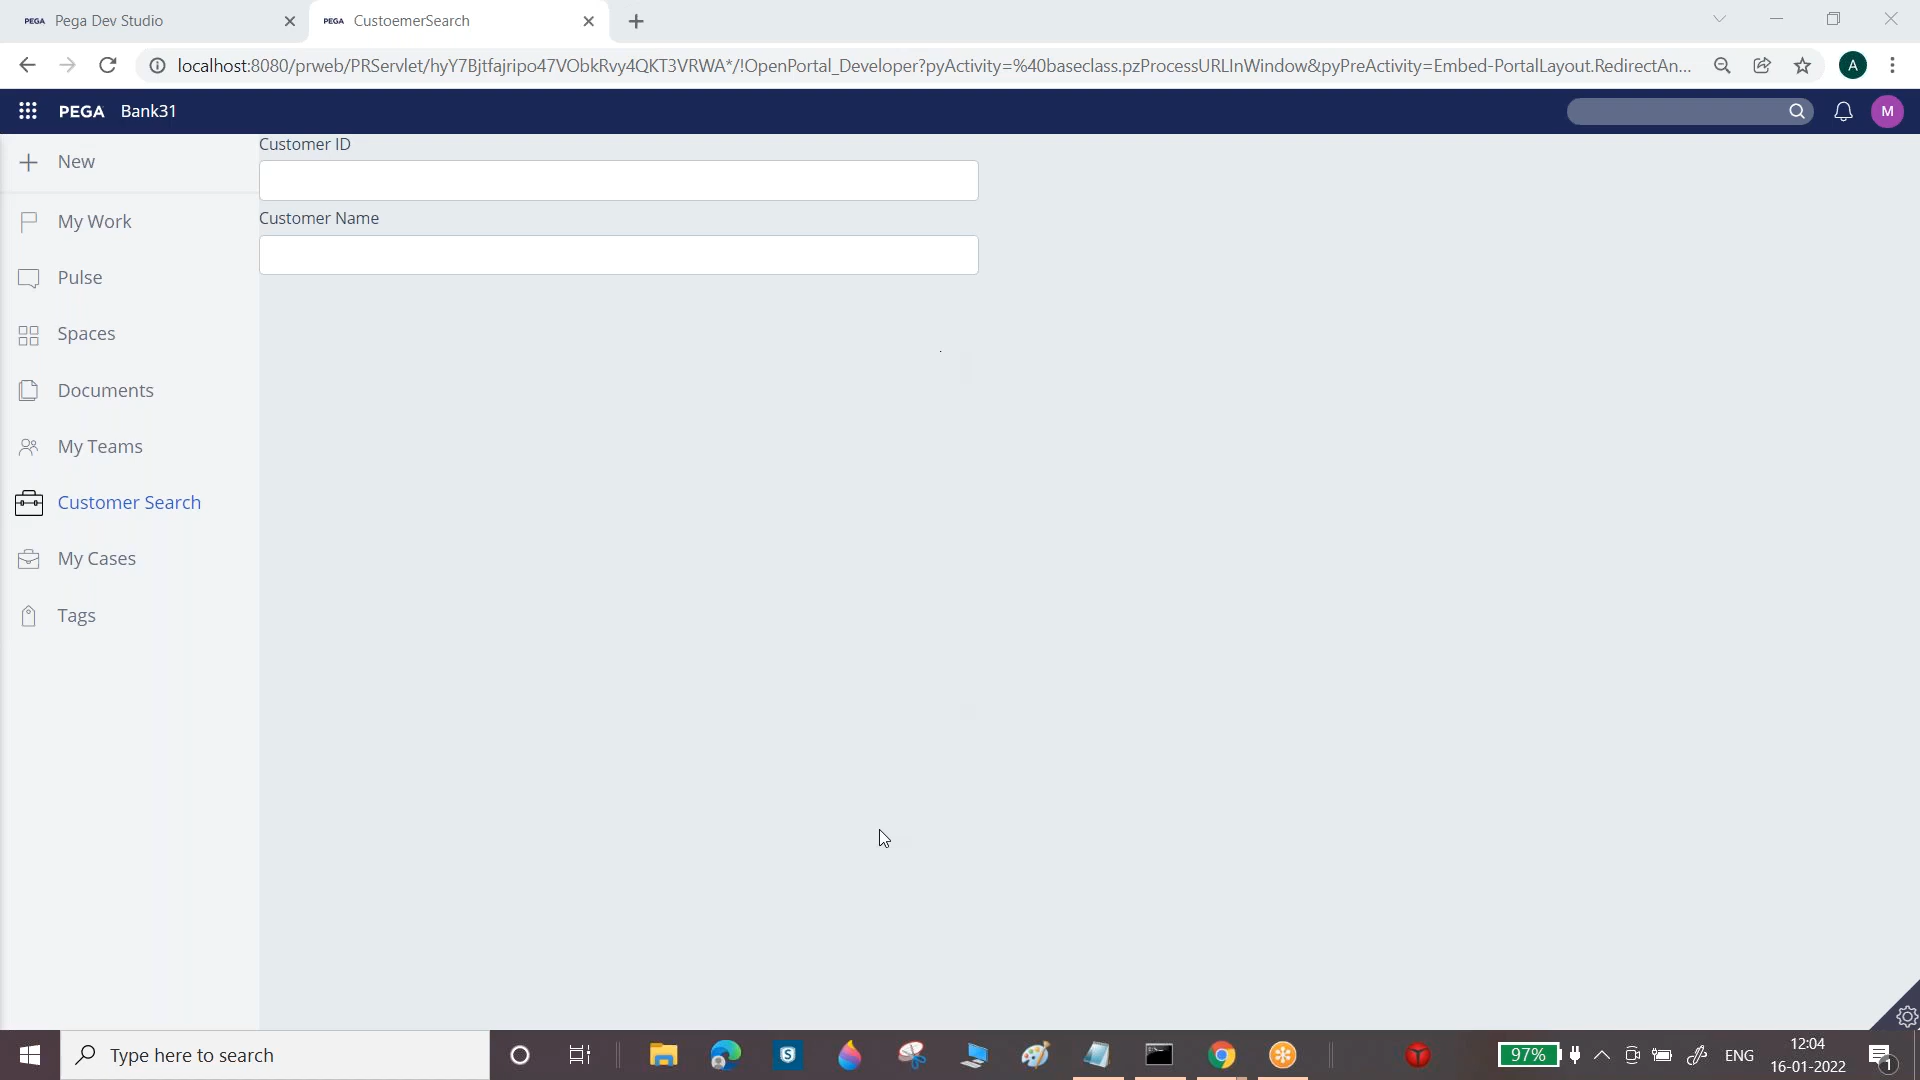 PEGA Pega Dev Studio
PEGA CustoemerSearch
localhost:8080/prweb/PRServlet/hyY7Bjtfajripo47VObkRvy4QKT3VRWA*/!OpenPortal_Developer?pyActivity=%40baseclass.pzProcessURLInWindow&pyPreActivity=Embed-PortalLayout.RedirectAn...
A
PEGA Bank31
M
New
My Work
Pulse
Spaces
Documents
My Teams
Customer Search
My Cases
Tags
Customer ID
Customer Name
Type here to search
S
97%
ENG
12:04
16-01-2022
1